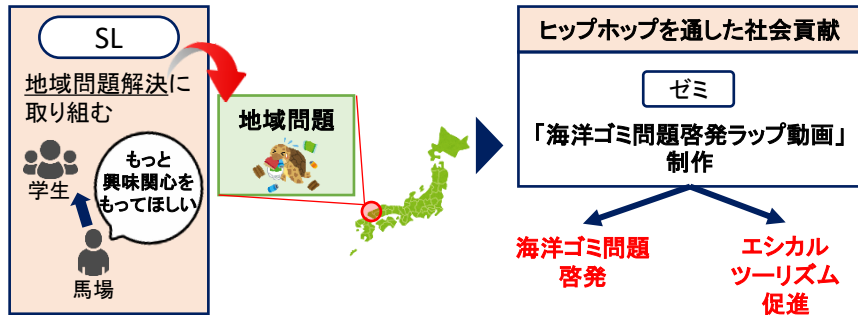 SL
地域問題解決に
取り組む
学生
もっと
興味関心を
もってほしい
馬場
地域問題
ヒップホップを通した社会貢献
ゼミ
「海洋ゴミ問題啓発ラップ動画」
制作
海洋ゴミ問題
啓発
エシカル
ツーリズム
促進